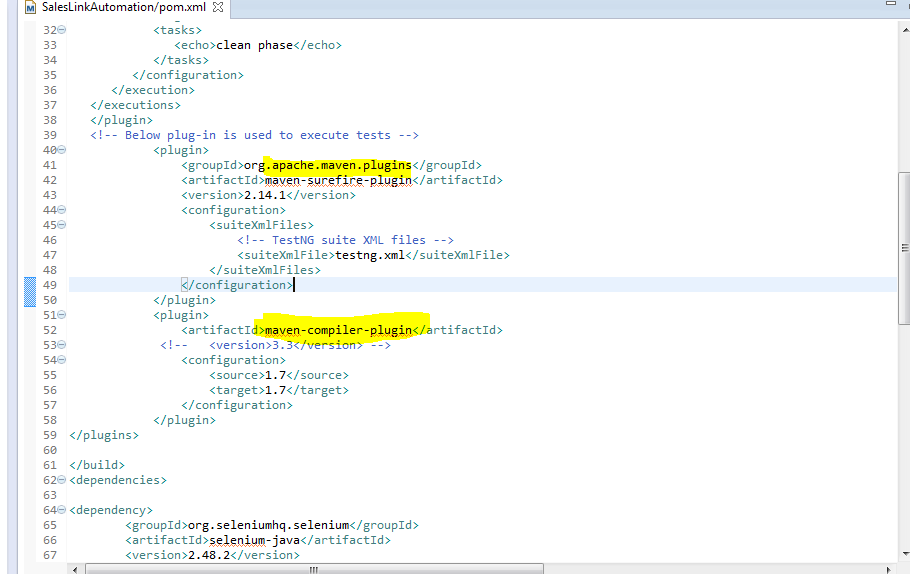 SalesLinkAutomation/pom.xml
32 <tasks>
33 <echo>clean phase</echo>
34 </tasks>
35 </configuration>
36 </execution>
37 </executions>
38 </plugin>
39 <!-- Below plug-in is used to execute tests -->
40 <plugin>
41 <groupId>org.apache.maven.plugins</groupId>
42 <artifactId>maven-surefire-plugin</artifactId>
43 <version>2.14.1</version>
44 <configuration>
45 <suiteXmlFiles>
46 <!-- TestNG suite XML files -->
47 <suiteXmlFile>testng.xml</suiteXmlFile>
48 </suiteXmlFiles>
49 </configuration>
50 </plugin>
51 <plugin>
52 <artifactId>maven-compiler-plugin</artifactId>
53 <!-- <version>3.3</version> -->
54 <configuration>
55 <source>1.7</source>
56 <target>1.7</target>
57 </configuration>
58 </plugin>
59 </plugins>
60
61 </build>
62 <dependencies>
63
64 <dependency>
65 <groupId>org.seleniumhq.selenium</groupId>
66 <artifactId>selenium-java</artifactId>
67 <version>2.48.2</version>